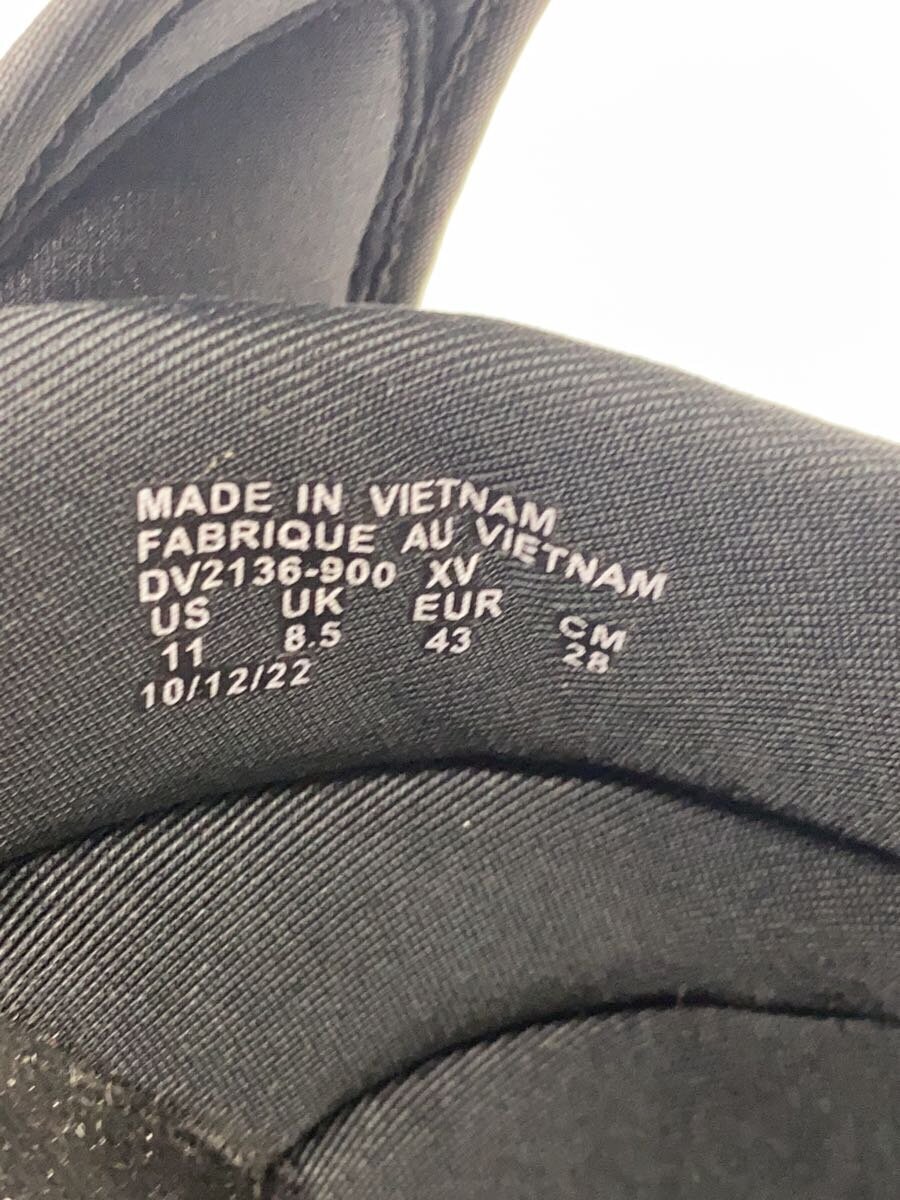 MADE IN VIETNAM
FABRIQUE AU VIETNAM
DV2136-900 XV
US UK EUR CM
11 8.5 43 28
10/12/22